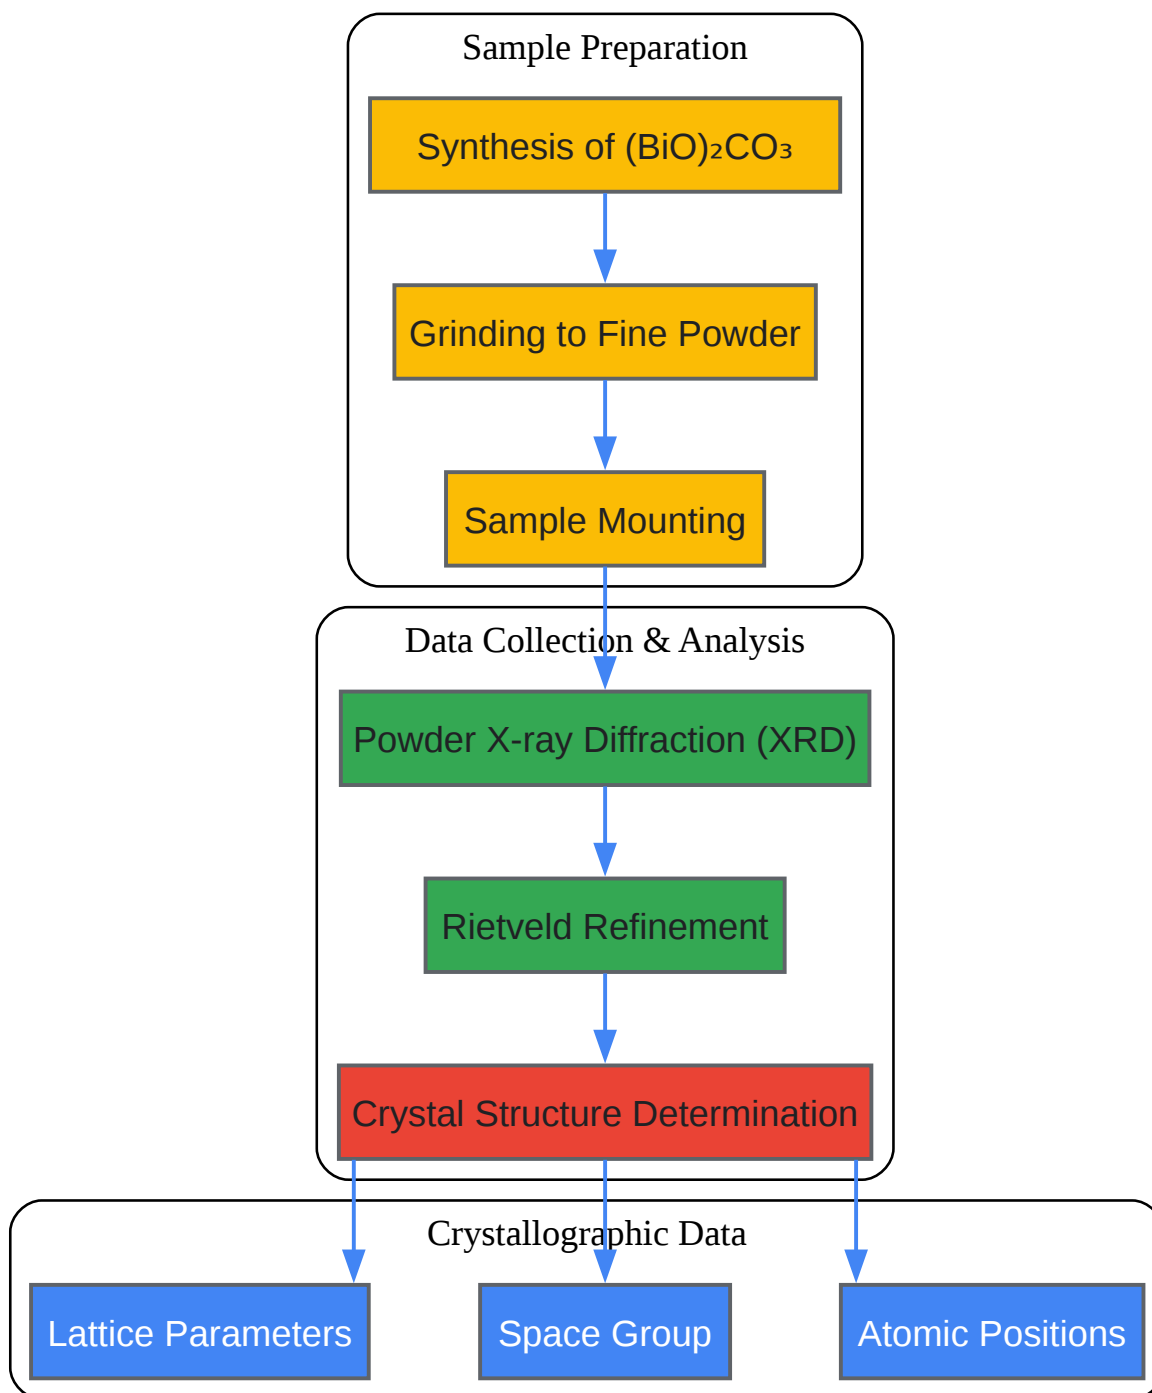 Sample Preparation
Synthesis of (BiO)₂CO₃
Grinding to Fine Powder
Sample Mounting
Data Collection & Analysis
Powder X-ray Diffraction (XRD)
Rietveld Refinement
Crystal Structure Determination
Crystallographic Data
Lattice Parameters
Space Group
Atomic Positions